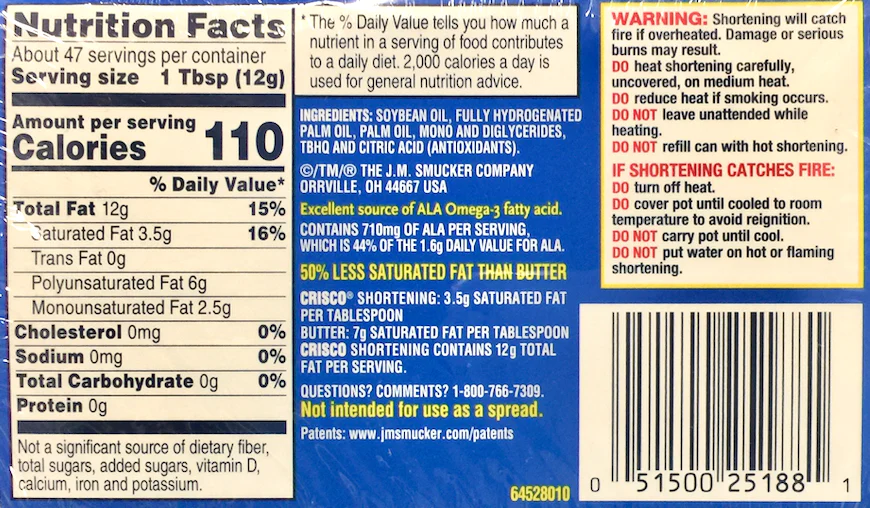 Nutrition Facts
About 47 servings per container
Serving size 1 Tbsp (12g)
Amount per serving
Calories 110
% Daily Value*
Total Fat 12g 15%
Saturated Fat 3.5g 16%
Trans Fat 0g
Polyunsaturated Fat 6g
Monounsaturated Fat 2.5g
Cholesterol 0mg 0%
Sodium 0mg 0%
Total Carbohydrate 0g 0%
Protein 0g
Not a significant source of dietary fiber,
total sugars, added sugars, vitamin D,
calcium, iron and potassium.
* The % Daily Value tells you how much a
nutrient in a serving of food contributes
to a daily diet. 2,000 calories a day is
used for general nutrition advice.
INGREDIENTS: SOYBEAN OIL, FULLY HYDROGENATED
PALM OIL, PALM OIL, MONO AND DIGLYCERIDES,
TBHQ AND CITRIC ACID (ANTIOXIDANTS).
©/TM/® THE J.M. SMUCKER COMPANY
ORRVILLE, OH 44667 USA
Excellent source of ALA Omega-3 fatty acid.
CONTAINS 710mg OF ALA PER SERVING,
WHICH IS 44% OF THE 1.6g DAILY VALUE FOR ALA.
50% LESS SATURATED FAT THAN BUTTER
CRISCO® SHORTENING: 3.5g SATURATED FAT
PER TABLESPOON
BUTTER: 7g SATURATED FAT PER TABLESPOON
CRISCO SHORTENING CONTAINS 12g TOTAL
FAT PER SERVING.
QUESTIONS? COMMENTS? 1-800-766-7309.
Not intended for use as a spread.
Patents: www.jmsmucker.com/patents
64528010
WARNING: Shortening will catch
fire if overheated. Damage or serious
burns may result.
DO heat shortening carefully,
uncovered, on medium heat.
DO reduce heat if smoking occurs.
DO NOT leave unattended while
heating.
DO NOT refill can with hot shortening.
IF SHORTENING CATCHES FIRE:
DO turn off heat.
DO cover pot until cooled to room
temperature to avoid reignition.
DO NOT carry pot until cool.
DO NOT put water on hot or flaming
shortening.
0 51500 25188 1